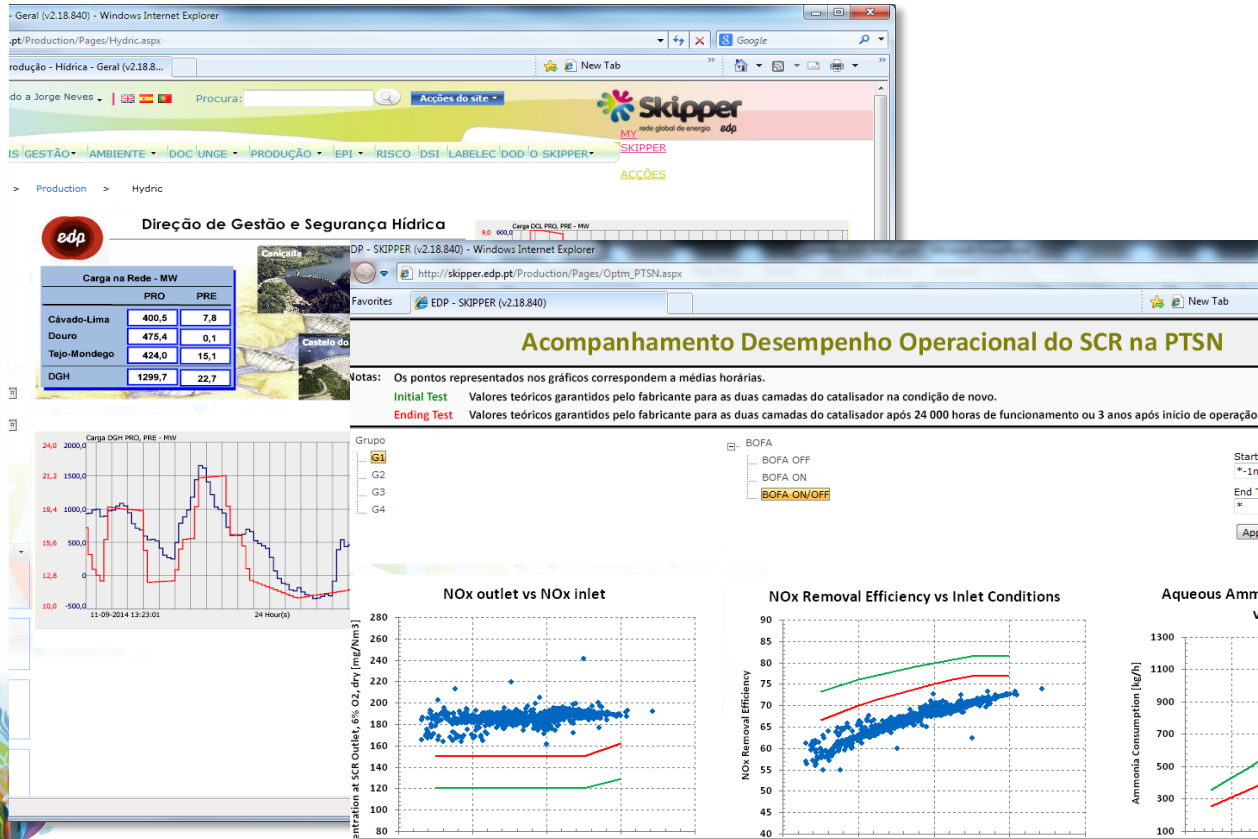 - Geral (v2.18.840) - Windows Internet Explorer
.pt/Production/Pages/Hydric.aspx
Google
rodução - Hídrica - Geral (v2.18.8...
New Tab
do a Jorge Neves
Procura:
Acções do site
Skipper
rede global de energia edp
MY
SKIPPER
ACÇÕES
IS GESTÃO AMBIENTE DOC UNGE PRODUÇÃO EPI RISCO DSI LABELEC DOD O SKIPPER
> Production > Hydric
edp
Direção de Gestão e Segurança Hídrica
Carga DCL PRO, PRE - MW
9,0 600,0
Caniçada
Castelo do
Carga na Rede - MW
PRO PRE
Cávado-Lima 400,5 7,8
Douro 475,4 0,1
Tejo-Mondego 424,0 15,1
DGH 1299,7 22,7
Carga DGH PRO, PRE - MW
24,0 2000,0
21,2 1500,0
18,4 1000,0
15,6 500,0
12,8 0
10,0 -500,0
11-09-2014 13:23:01
24 Hour(s)
EDP - SKIPPER (v2.18.840) - Windows Internet Explorer
http://skipper.edp.pt/Production/Pages/Optm_PTSN.aspx
Favorites
EDP - SKIPPER (v2.18.840)
New Tab
Acompanhamento Desempenho Operacional do SCR na PTSN
Notas: Os pontos representados nos gráficos correspondem a médias horárias.
Initial Test Valores teóricos garantidos pelo fabricante para as duas camadas do catalisador na condição de novo.
Ending Test Valores teóricos garantidos pelo fabricante para as duas camadas do catalisador após 24 000 horas de funcionamento ou 3 anos após início de operação
Grupo
G1
G2
G3
G4
BOFA
BOFA OFF
BOFA ON
BOFA ON/OFF
Start
*-1m
End T
*
App
NOx outlet vs NOx inlet
entration at SCR Outlet, 6% O2, dry [mg/Nm3]
280
260
240
220
200
180
160
140
120
100
80
NOx Removal Efficiency vs Inlet Conditions
NOx Removal Efficiency
90
85
80
75
70
65
60
55
50
45
40
Aqueous Amm
v
Ammonia Consumption [kg/h]
1300
1100
900
700
500
300
100